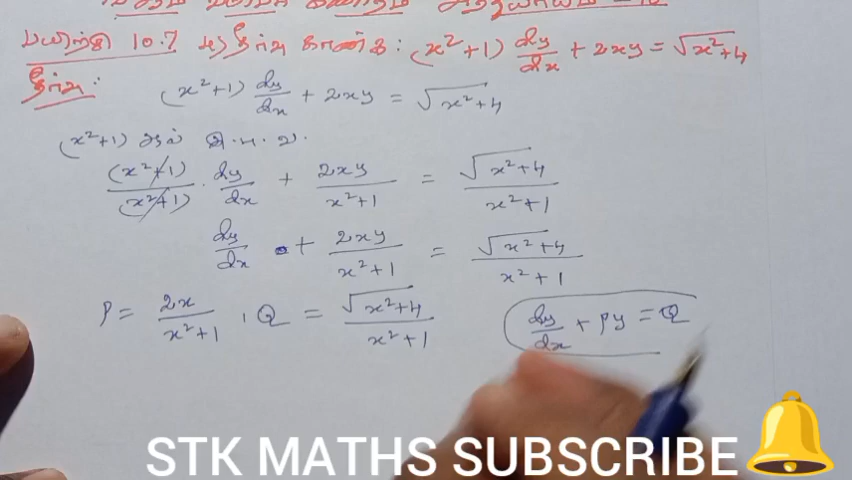 பயிற்சி 10.7 தீர்வு காண்க : (x²+1) dy/dx + 2xy = √x²+4
தீர்வு :
(x²+1) dy/dx + 2xy = √x²+4
(x²+1) ஆல்
(x²+1)/(x²+1) . dy/dx + 2xy/x²+1 = √x²+4/x²+1
dy/dx + 2xy/x²+1 = √x²+4/x²+1
P = 2x/x²+1 , Q = √x²+4/x²+1
dy/dx + Py = Q
STK MATHS SUBSCRIBE